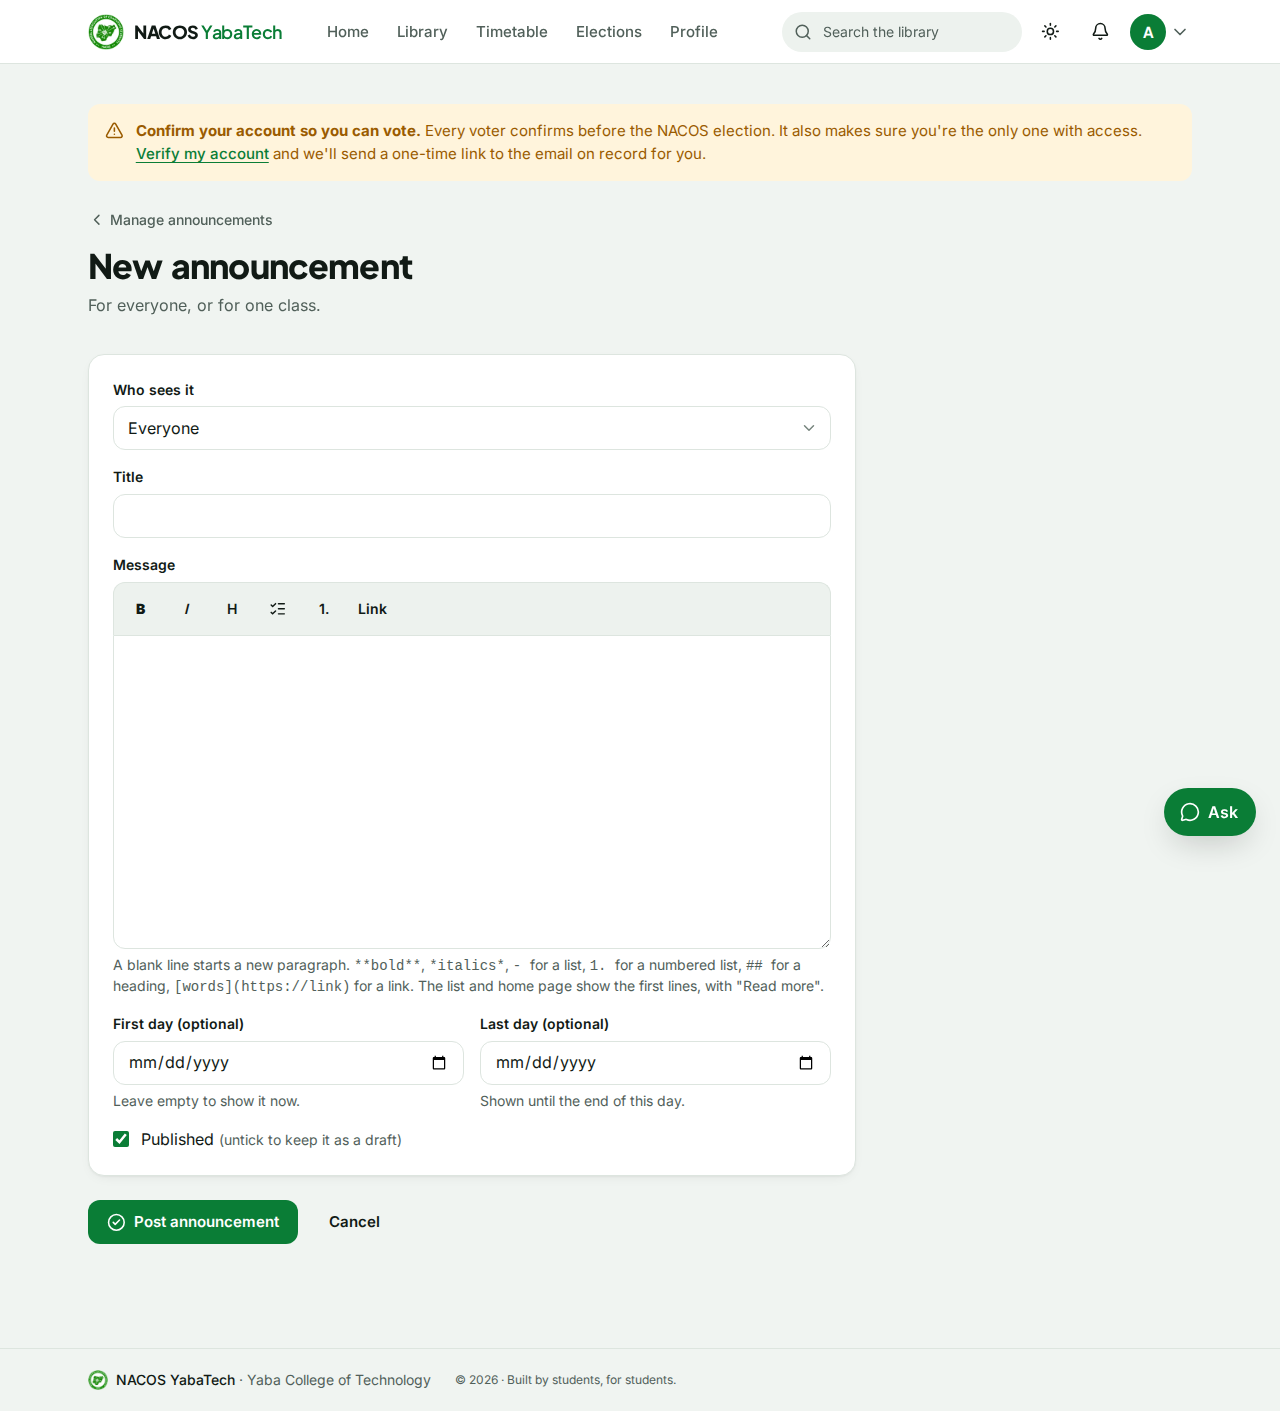 NACOS YabaTech
Home
Library
Timetable
Elections
Profile
Search the library
A
Confirm your account so you can vote. Every voter confirms before the NACOS election. It also makes sure you're the only one with access.
Verify my account and we'll send a one-time link to the email on record for you.
Manage announcements
New announcement
For everyone, or for one class.
Who sees it
Everyone
Title
Message
B I H 1. Link
A blank line starts a new paragraph. **bold**, *italics*, - for a list, 1. for a numbered list, ## for a
heading, [words](https://link) for a link. The list and home page show the first lines, with "Read more".
First day (optional)
Last day (optional)
mm/dd/yyyy
mm/dd/yyyy
Leave empty to show it now.
Shown until the end of this day.
Published (untick to keep it as a draft)
Post announcement
Cancel
Ask
NACOS YabaTech · Yaba College of Technology
© 2026 · Built by students, for students.